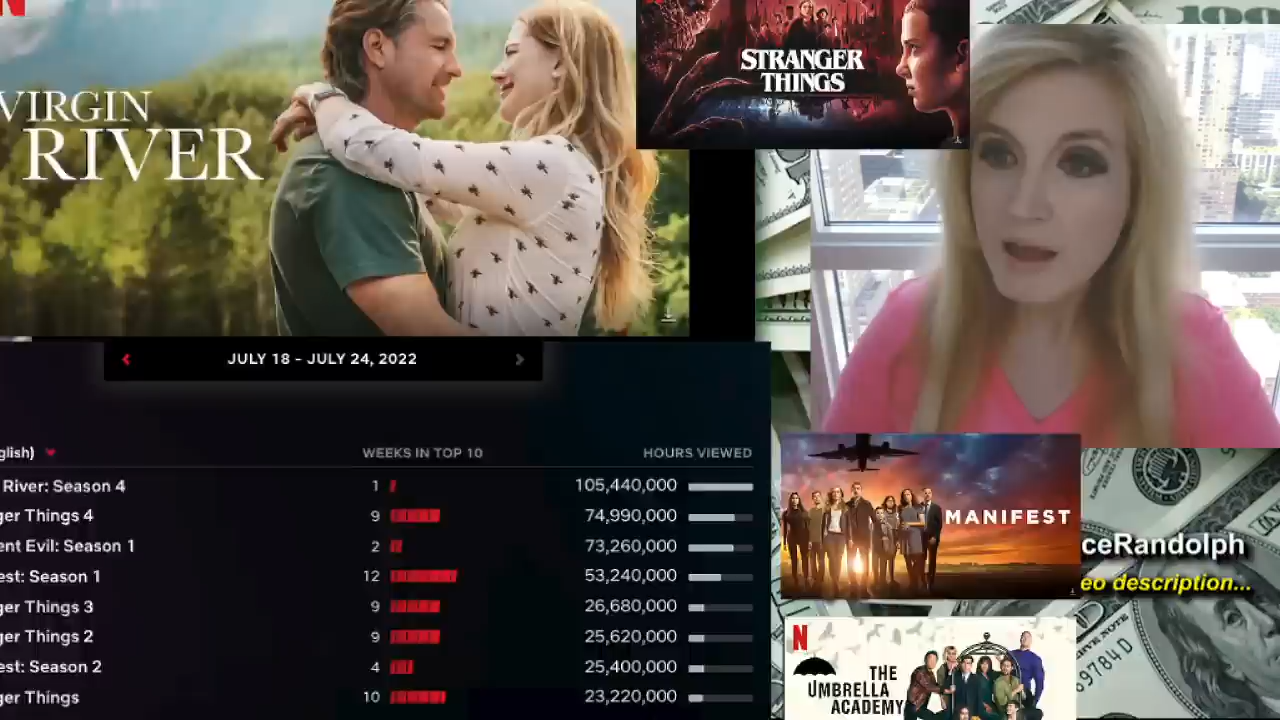 N
VIRGIN
RIVER
STRANGER
THINGS
100
JULY 18 - JULY 24, 2022
glish)
WEEKS IN TOP 10
HOURS VIEWED
River: Season 4 1 105,440,000
ger Things 4 9 74,990,000
ent Evil: Season 1 2 73,260,000
est: Season 1 12 53,240,000
ger Things 3 9 26,680,000
ger Things 2 9 25,620,000
est: Season 2 4 25,400,000
ger Things 10 23,220,000
MANIFEST
ceRandolph
eo description...
N
THE
UMBRELLA
ACADEMY